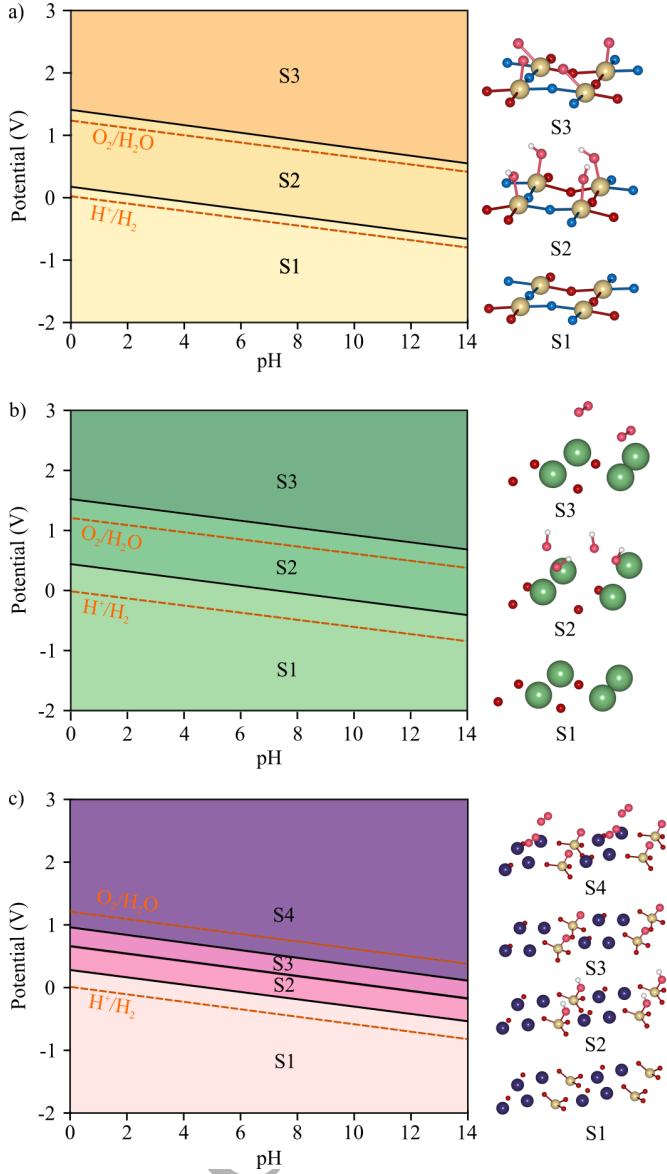 a)
3
2
1
0
-1
-2
Potential (V)
S3
O₂/H₂O
S2
H⁺/H₂
S1
0 2 4 6 8 10 12 14
pH
S3
S2
S1
b)
3
2
1
0
-1
-2
Potential (V)
S3
O₂/H₂O
S2
H⁺/H₂
S1
0 2 4 6 8 10 12 14
pH
S3
S2
S1
c)
3
2
1
0
-1
-2
Potential (V)
O₂/H₂O
S4
S3
S2
H⁺/H₂
S1
0 2 4 6 8 10 12 14
pH
S4
S3
S2
S1